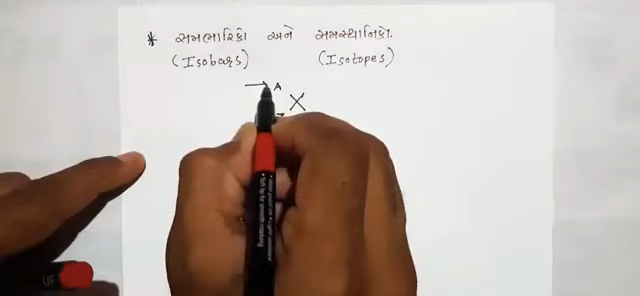 * સમભારિકો અને સમસ્થાનિકો.
(Isobars) (Isotopes)
→ A
X